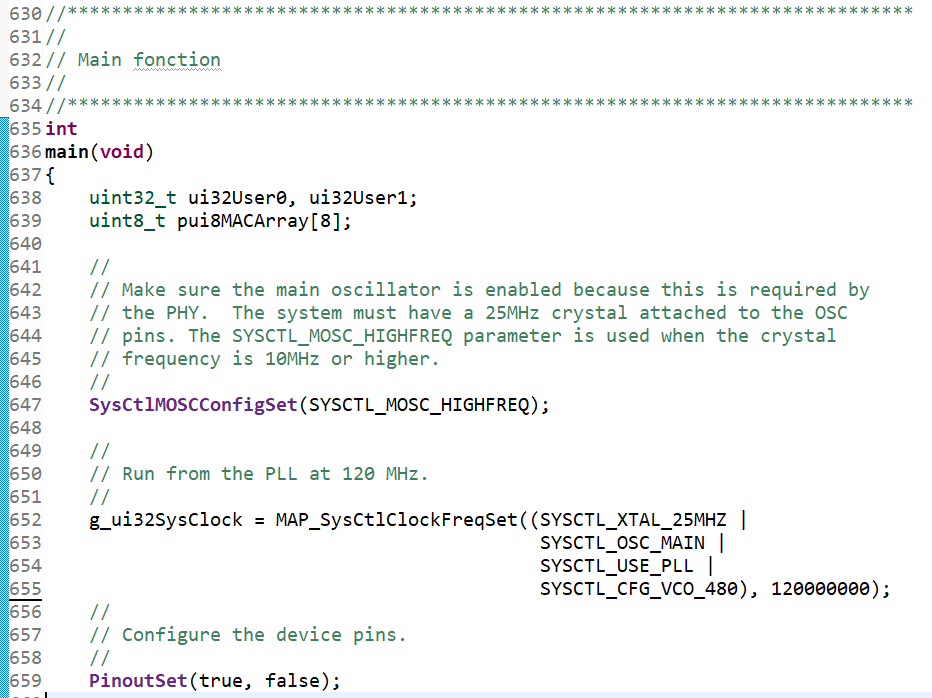 630 //*****************************************************************************
631 //
632 // Main fonction
633 //
634 //*****************************************************************************
635 int
636 main(void)
637 {
638     uint32_t ui32User0, ui32User1;
639     uint8_t pui8MACArray[8];
640
641     //
642     // Make sure the main oscillator is enabled because this is required by
643     // the PHY.  The system must have a 25MHz crystal attached to the OSC
644     // pins. The SYSCTL_MOSC_HIGHFREQ parameter is used when the crystal
645     // frequency is 10MHz or higher.
646     //
647     SysCtlMOSCConfigSet(SYSCTL_MOSC_HIGHFREQ);
648
649     //
650     // Run from the PLL at 120 MHz.
651     //
652     g_ui32SysClock = MAP_SysCtlClockFreqSet((SYSCTL_XTAL_25MHZ |
653                                              SYSCTL_OSC_MAIN |
654                                              SYSCTL_USE_PLL |
655                                              SYSCTL_CFG_VCO_480), 120000000);
656     //
657     // Configure the device pins.
658     //
659     PinoutSet(true, false);